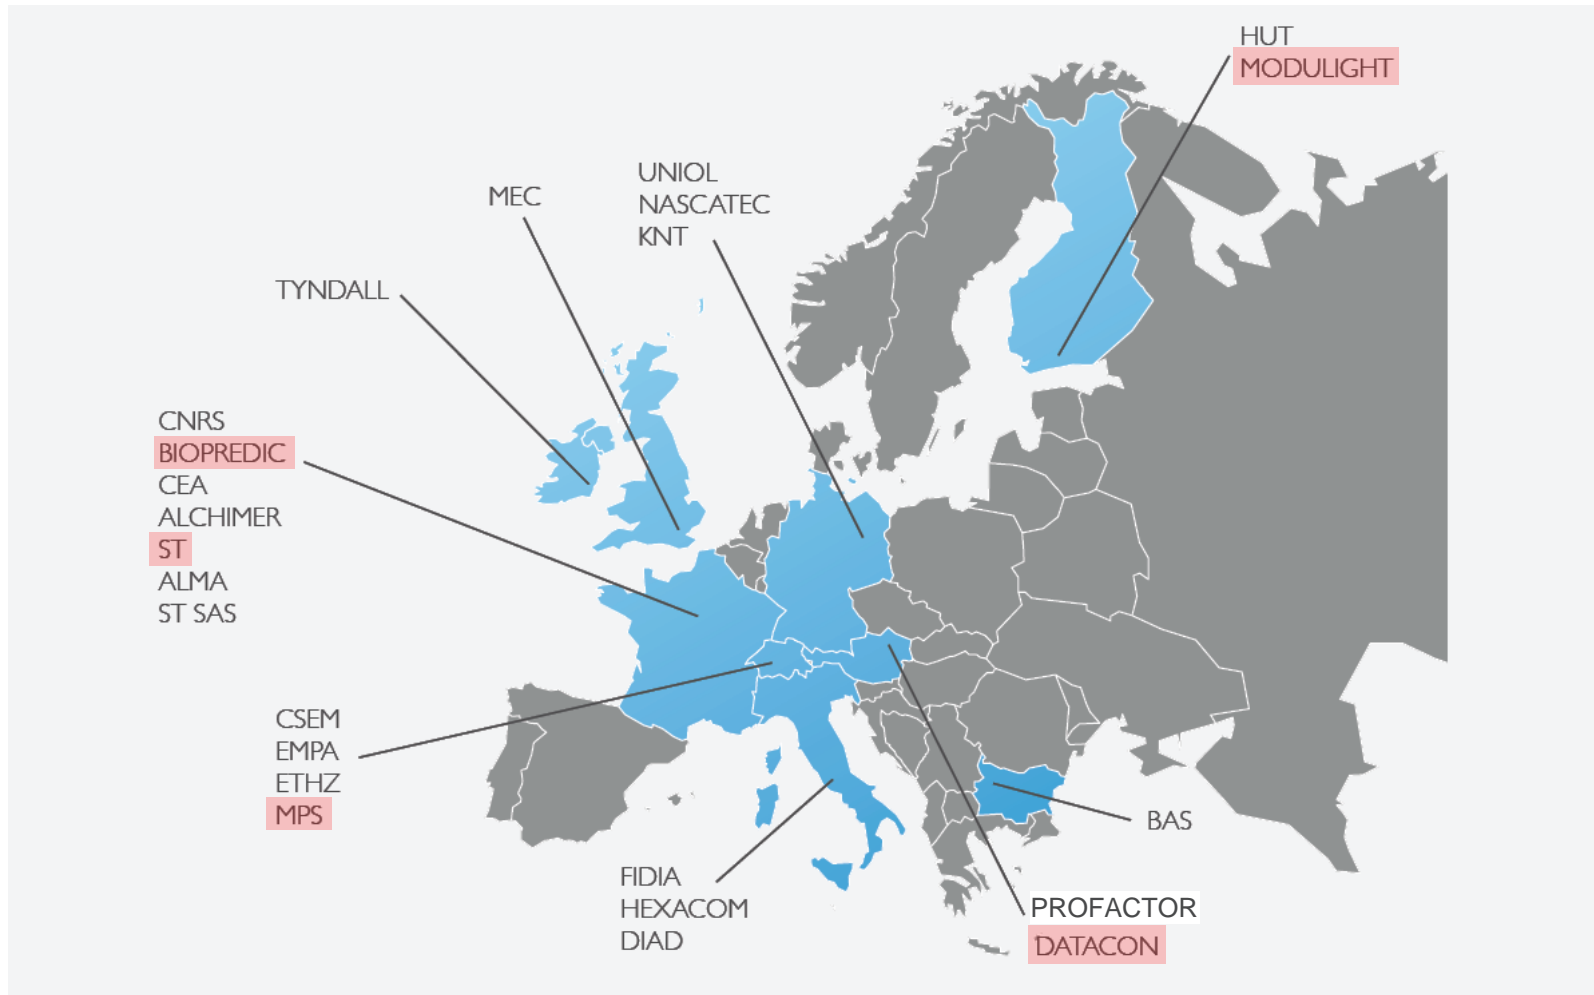 HUT
MODULIGHT
UNIOL
NASCATEC
KNT
MEC
TYNDALL
CNRS
BIOPREDIC
CEA
ALCHIMER
ST
ALMA
ST SAS
CSEM
EMPA
ETHZ
MPS
BAS
FIDIA
HEXACOM
DIAD
PROFACTOR
DATACON